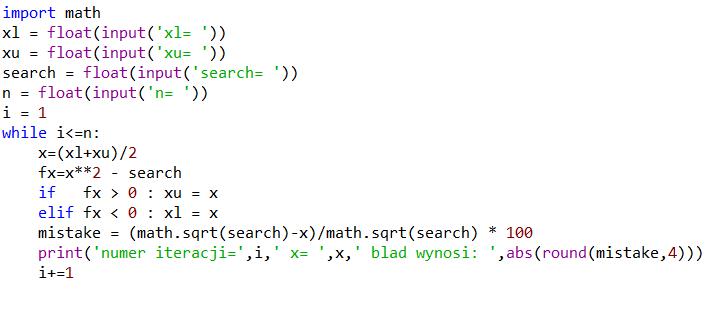 import math
xl = float(input('xl= '))
xu = float(input('xu= '))
search = float(input('search= '))
n = float(input('n= '))
i = 1
while i<=n:
    x=(xl+xu)/2
    fx=x**2 - search
    if   fx > 0 : xu = x
    elif fx < 0 : xl = x
    mistake = (math.sqrt(search)-x)/math.sqrt(search) * 100
    print('numer iteracji=',i,' x= ',x,' blad wynosi: ',abs(round(mistake,4)))
    i+=1